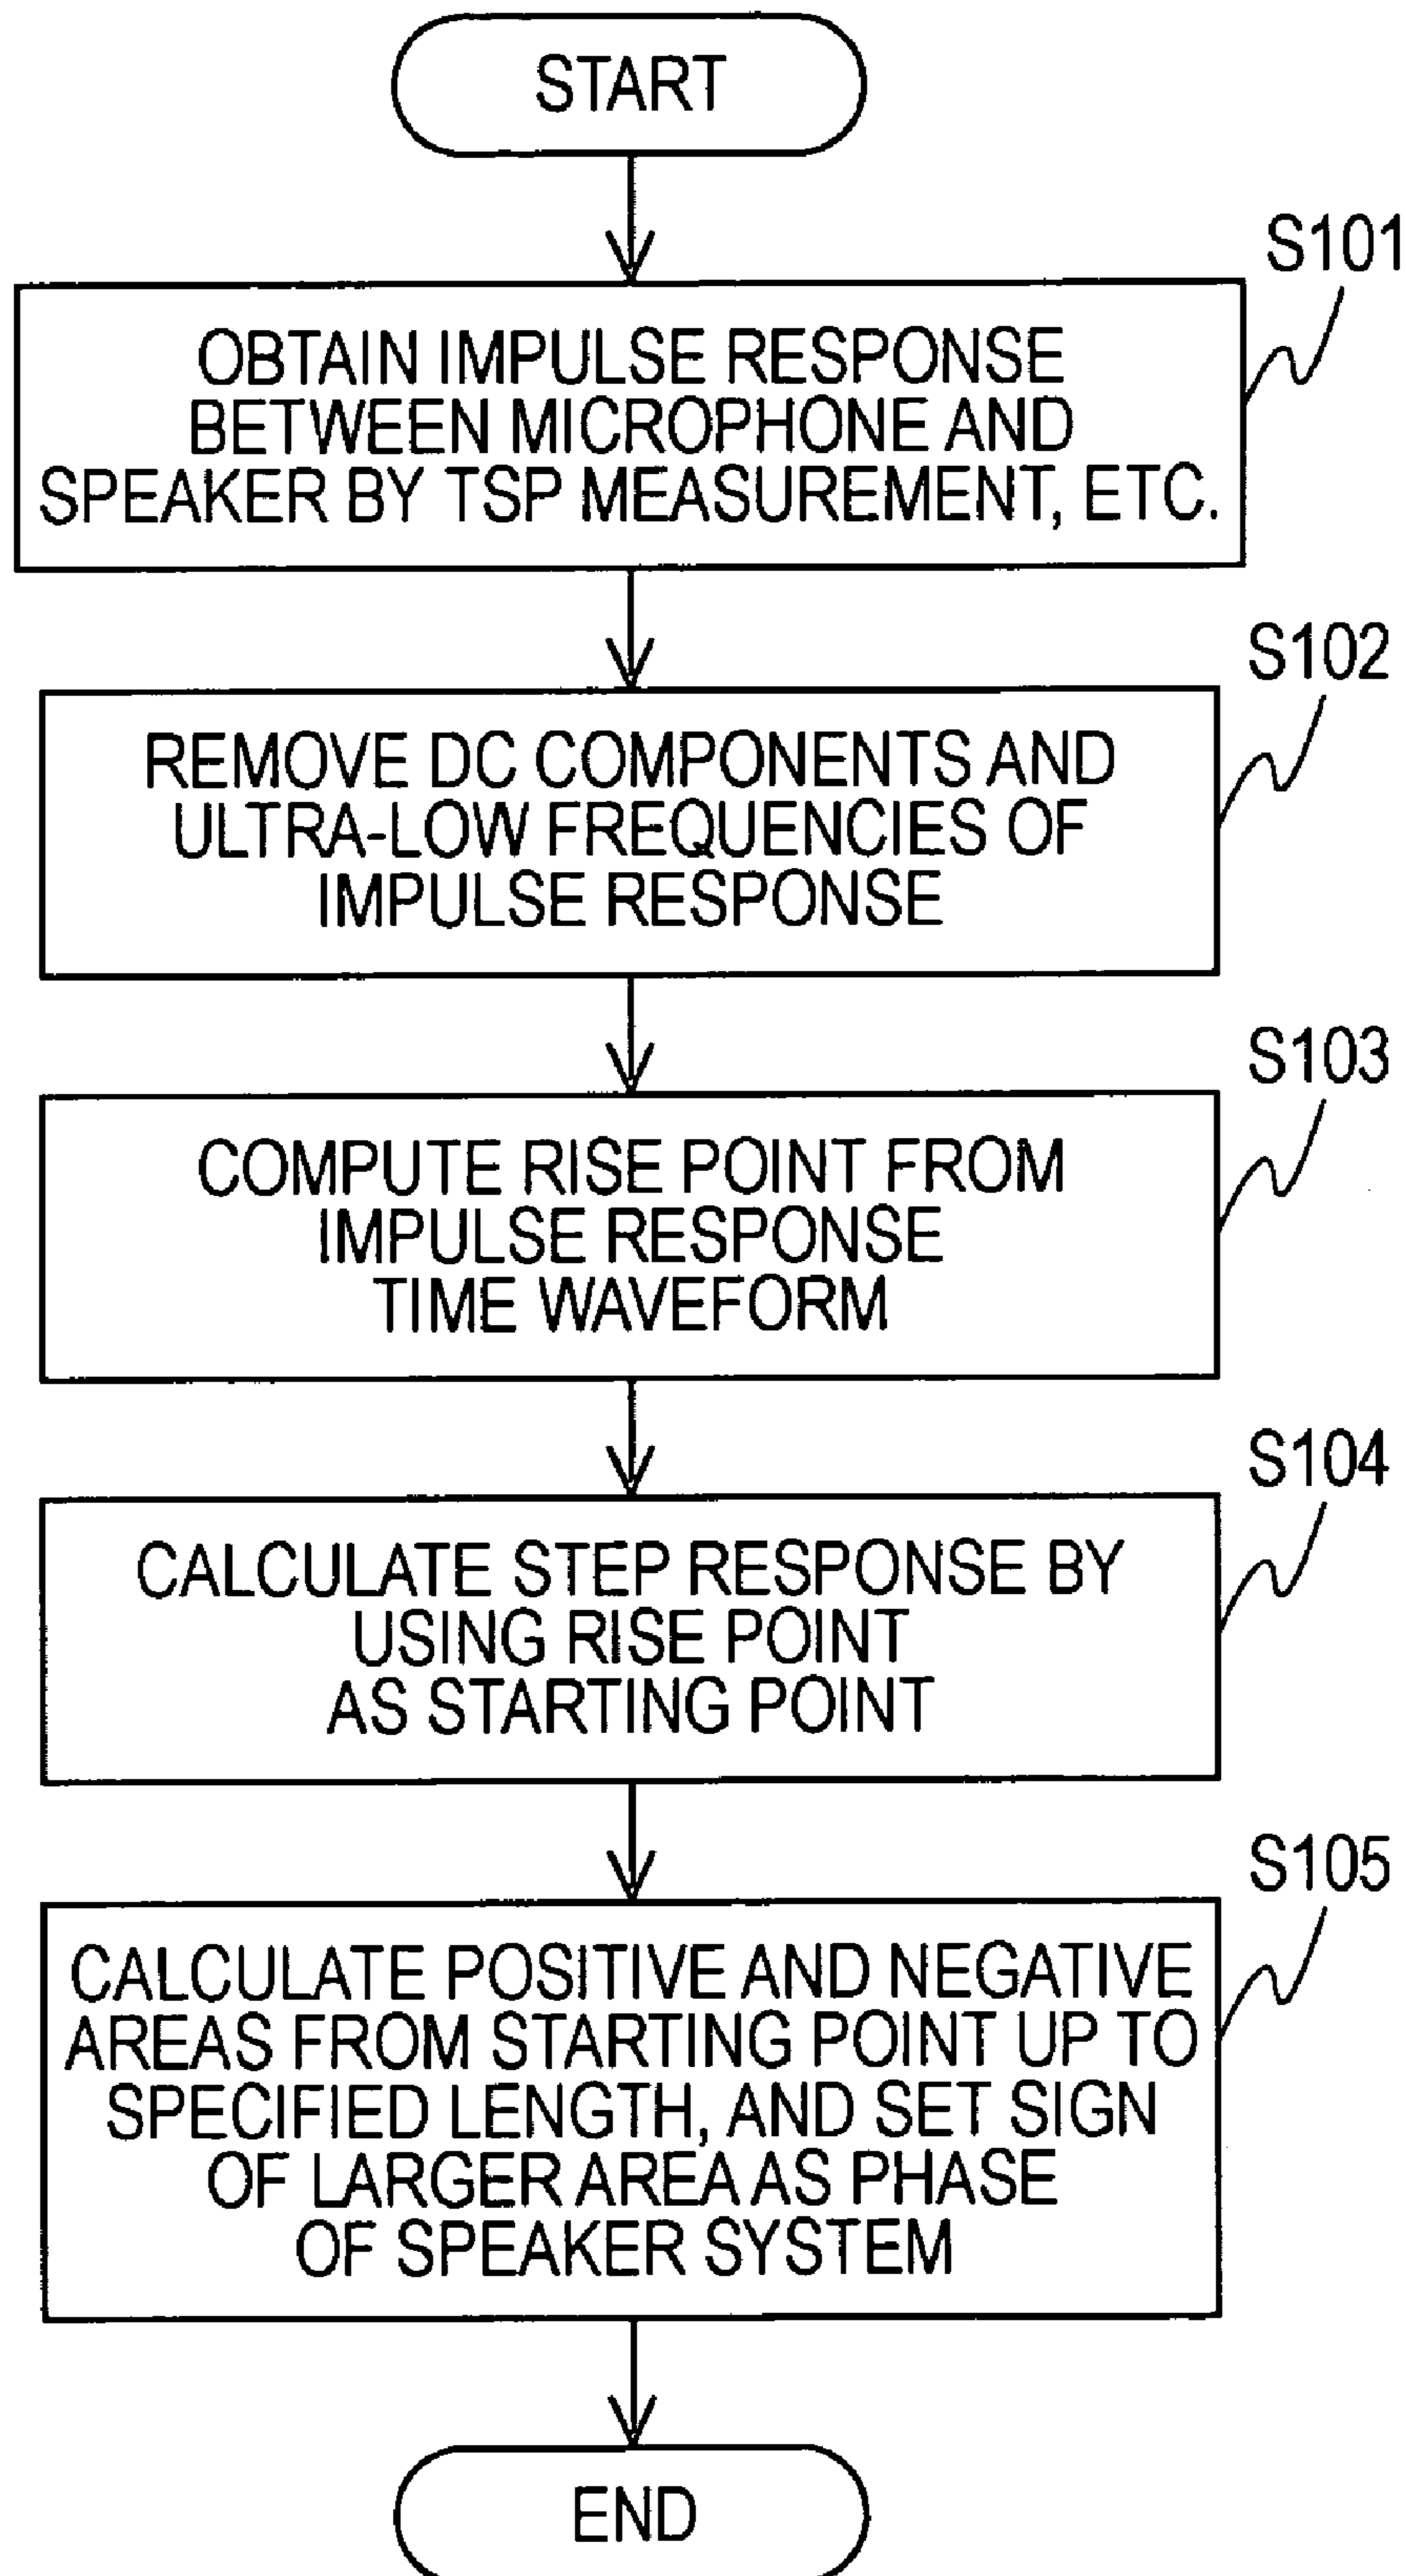 START
S101
OBTAIN IMPULSE RESPONSE
BETWEEN MICROPHONE AND
SPEAKER BY TSP MEASUREMENT, ETC.
S102
REMOVE DC COMPONENTS AND
ULTRA-LOW FREQUENCIES OF
IMPULSE RESPONSE
S103
COMPUTE RISE POINT FROM
IMPULSE RESPONSE
TIME WAVEFORM
S104
CALCULATE STEP RESPONSE BY
USING RISE POINT
AS STARTING POINT
S105
CALCULATE POSITIVE AND NEGATIVE
AREAS FROM STARTING POINT UP TO
SPECIFIED LENGTH, AND SET SIGN
OF LARGER AREA AS PHASE
OF SPEAKER SYSTEM
END